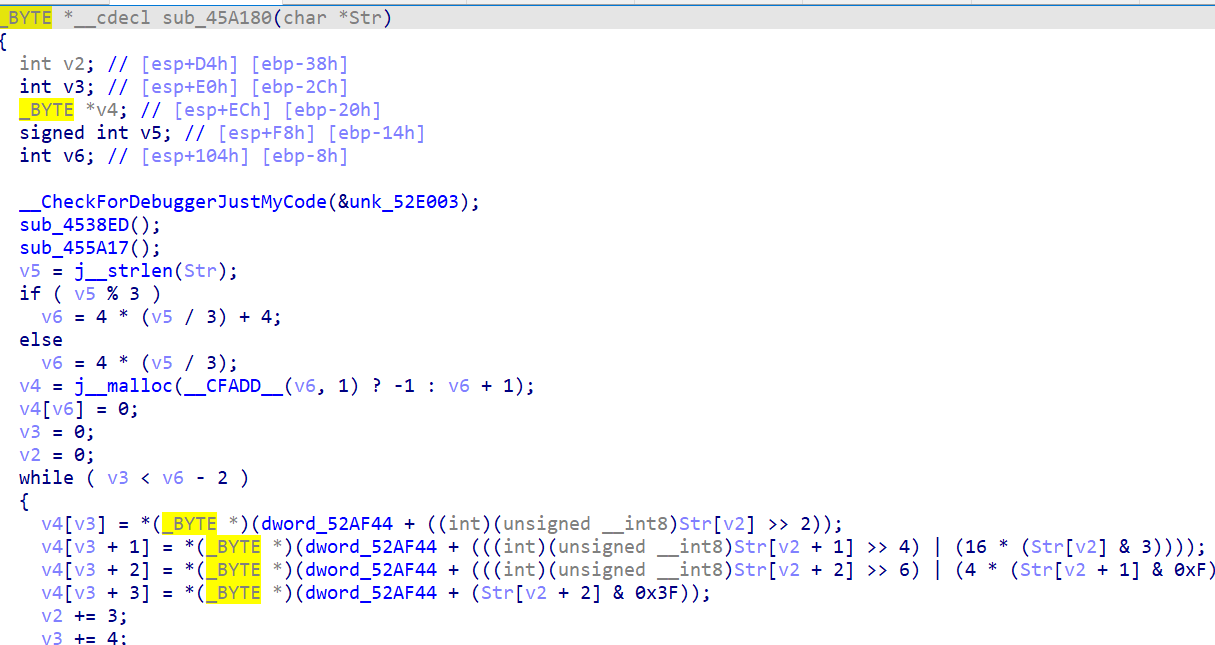 _BYTE *__cdecl sub_45A180(char *Str)
{
  int v2; // [esp+D4h] [ebp-38h]
  int v3; // [esp+E0h] [ebp-2Ch]
  _BYTE *v4; // [esp+ECh] [ebp-20h]
  signed int v5; // [esp+F8h] [ebp-14h]
  int v6; // [esp+104h] [ebp-8h]

  __CheckForDebuggerJustMyCode(&unk_52E003);
  sub_4538ED();
  sub_455A17();
  v5 = j__strlen(Str);
  if ( v5 % 3 )
    v6 = 4 * (v5 / 3) + 4;
  else
    v6 = 4 * (v5 / 3);
  v4 = j__malloc(__CFADD__(v6, 1) ? -1 : v6 + 1);
  v4[v6] = 0;
  v3 = 0;
  v2 = 0;
  while ( v3 < v6 - 2 )
  {
    v4[v3] = *(_BYTE *)(dword_52AF44 + ((int)(unsigned __int8)Str[v2] >> 2));
    v4[v3 + 1] = *(_BYTE *)(dword_52AF44 + (((int)(unsigned __int8)Str[v2 + 1] >> 4) | (16 * (Str[v2] & 3))));
    v4[v3 + 2] = *(_BYTE *)(dword_52AF44 + (((int)(unsigned __int8)Str[v2 + 2] >> 6) | (4 * (Str[v2 + 1] & 0xF)
    v4[v3 + 3] = *(_BYTE *)(dword_52AF44 + (Str[v2 + 2] & 0x3F));
    v2 += 3;
    v3 += 4;